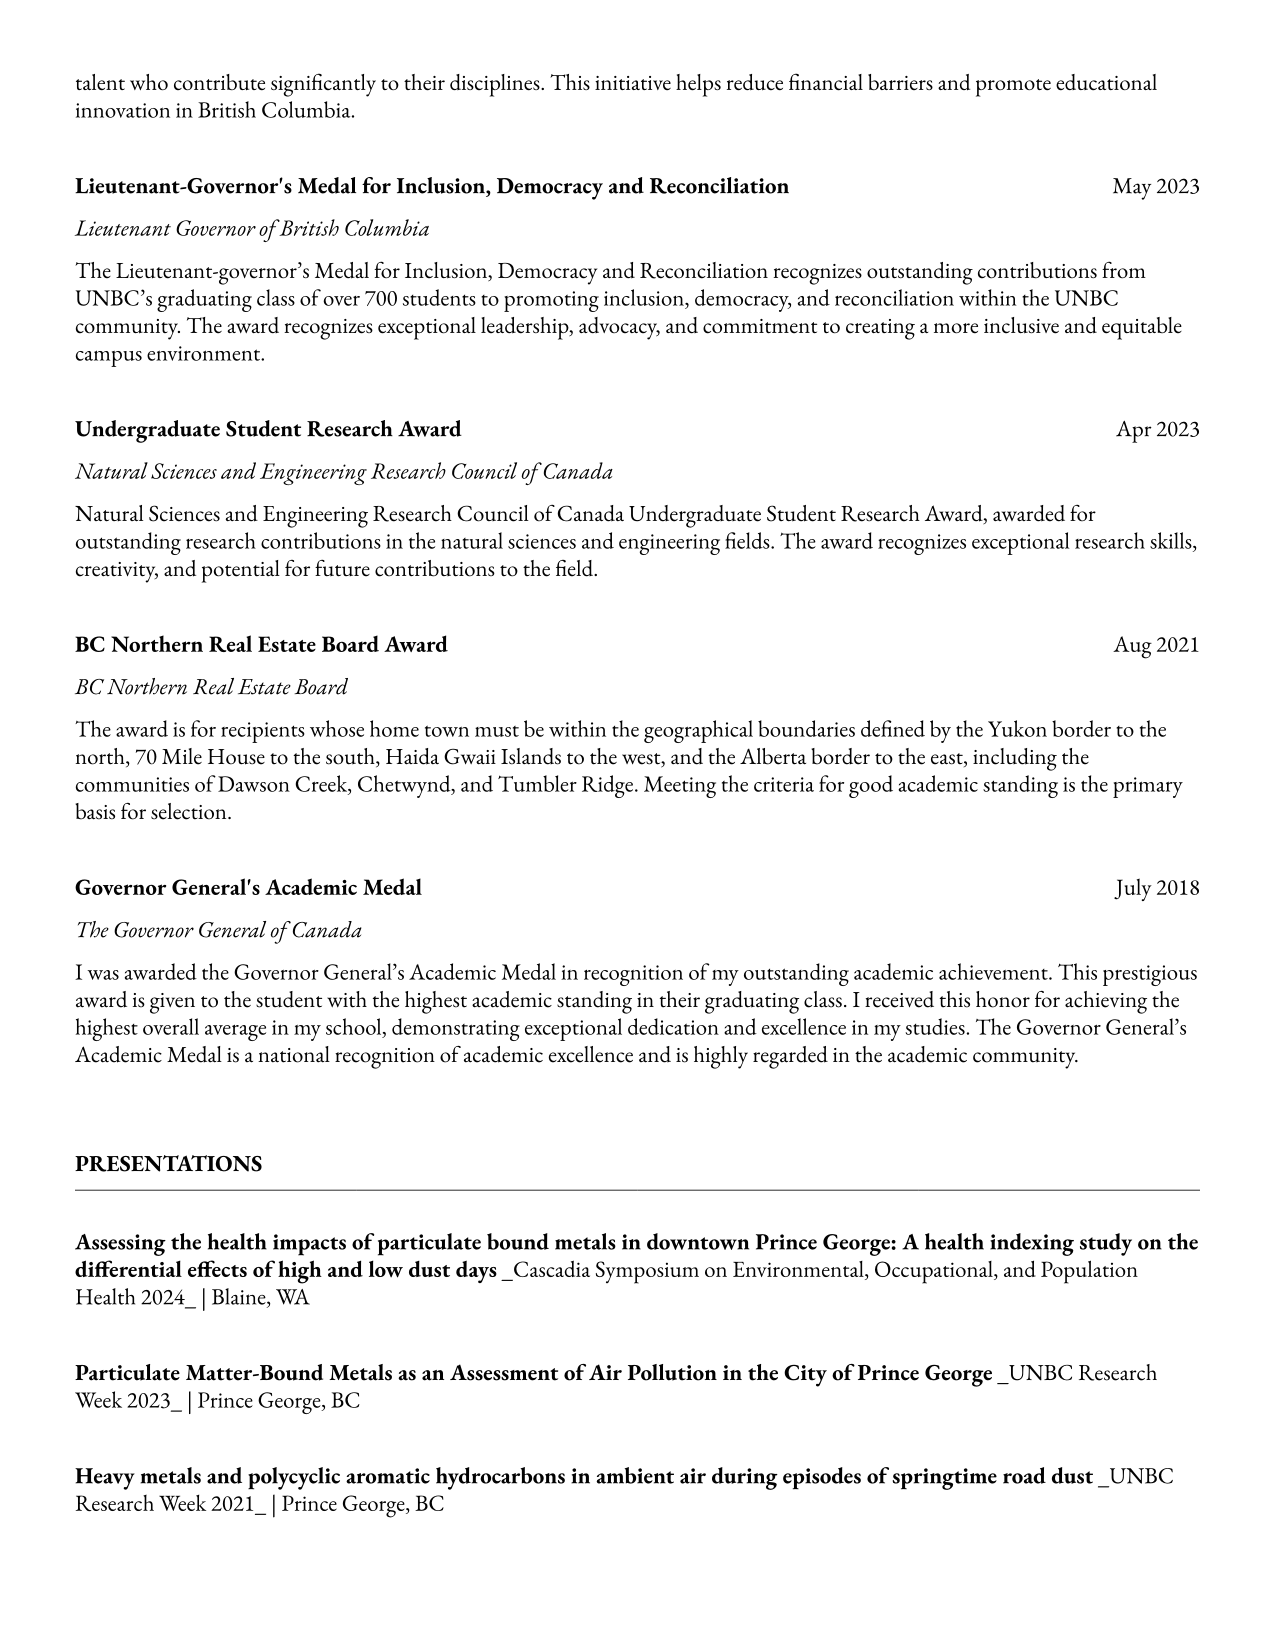 talent who contribute significantly to their disciplines. This initiative helps reduce financial barriers and promote educational
innovation in British Columbia.
Lieutenant-Governor's Medal for Inclusion, Democracy and Reconciliation May 2023
Lieutenant Governor of British Columbia
The Lieutenant-governor’s Medal for Inclusion, Democracy and Reconciliation recognizes outstanding contributions from
UNBC’s graduating class of over 700 students to promoting inclusion, democracy, and reconciliation within the UNBC
community. The award recognizes exceptional leadership, advocacy, and commitment to creating a more inclusive and equitable
campus environment.
Undergraduate Student Research Award Apr 2023
Natural Sciences and Engineering Research Council of Canada
Natural Sciences and Engineering Research Council of Canada Undergraduate Student Research Award, awarded for
outstanding research contributions in the natural sciences and engineering fields. The award recognizes exceptional research skills,
creativity, and potential for future contributions to the field.
BC Northern Real Estate Board Award Aug 2021
BC Northern Real Estate Board
The award is for recipients whose home town must be within the geographical boundaries defined by the Yukon border to the
north, 70 Mile House to the south, Haida Gwaii Islands to the west, and the Alberta border to the east, including the
communities of Dawson Creek, Chetwynd, and Tumbler Ridge. Meeting the criteria for good academic standing is the primary
basis for selection.
Governor General's Academic Medal July 2018
The Governor General of Canada
I was awarded the Governor General’s Academic Medal in recognition of my outstanding academic achievement. This prestigious
award is given to the student with the highest academic standing in their graduating class. I received this honor for achieving the
highest overall average in my school, demonstrating exceptional dedication and excellence in my studies. The Governor General’s
Academic Medal is a national recognition of academic excellence and is highly regarded in the academic community.
PRESENTATIONS
Assessing the health impacts of particulate bound metals in downtown Prince George: A health indexing study on the
differential effects of high and low dust days _Cascadia Symposium on Environmental, Occupational, and Population
Health 2024_ | Blaine, WA
Particulate Matter-Bound Metals as an Assessment of Air Pollution in the City of Prince George _UNBC Research
Week 2023_ | Prince George, BC
Heavy metals and polycyclic aromatic hydrocarbons in ambient air during episodes of springtime road dust _UNBC
Research Week 2021_ | Prince George, BC